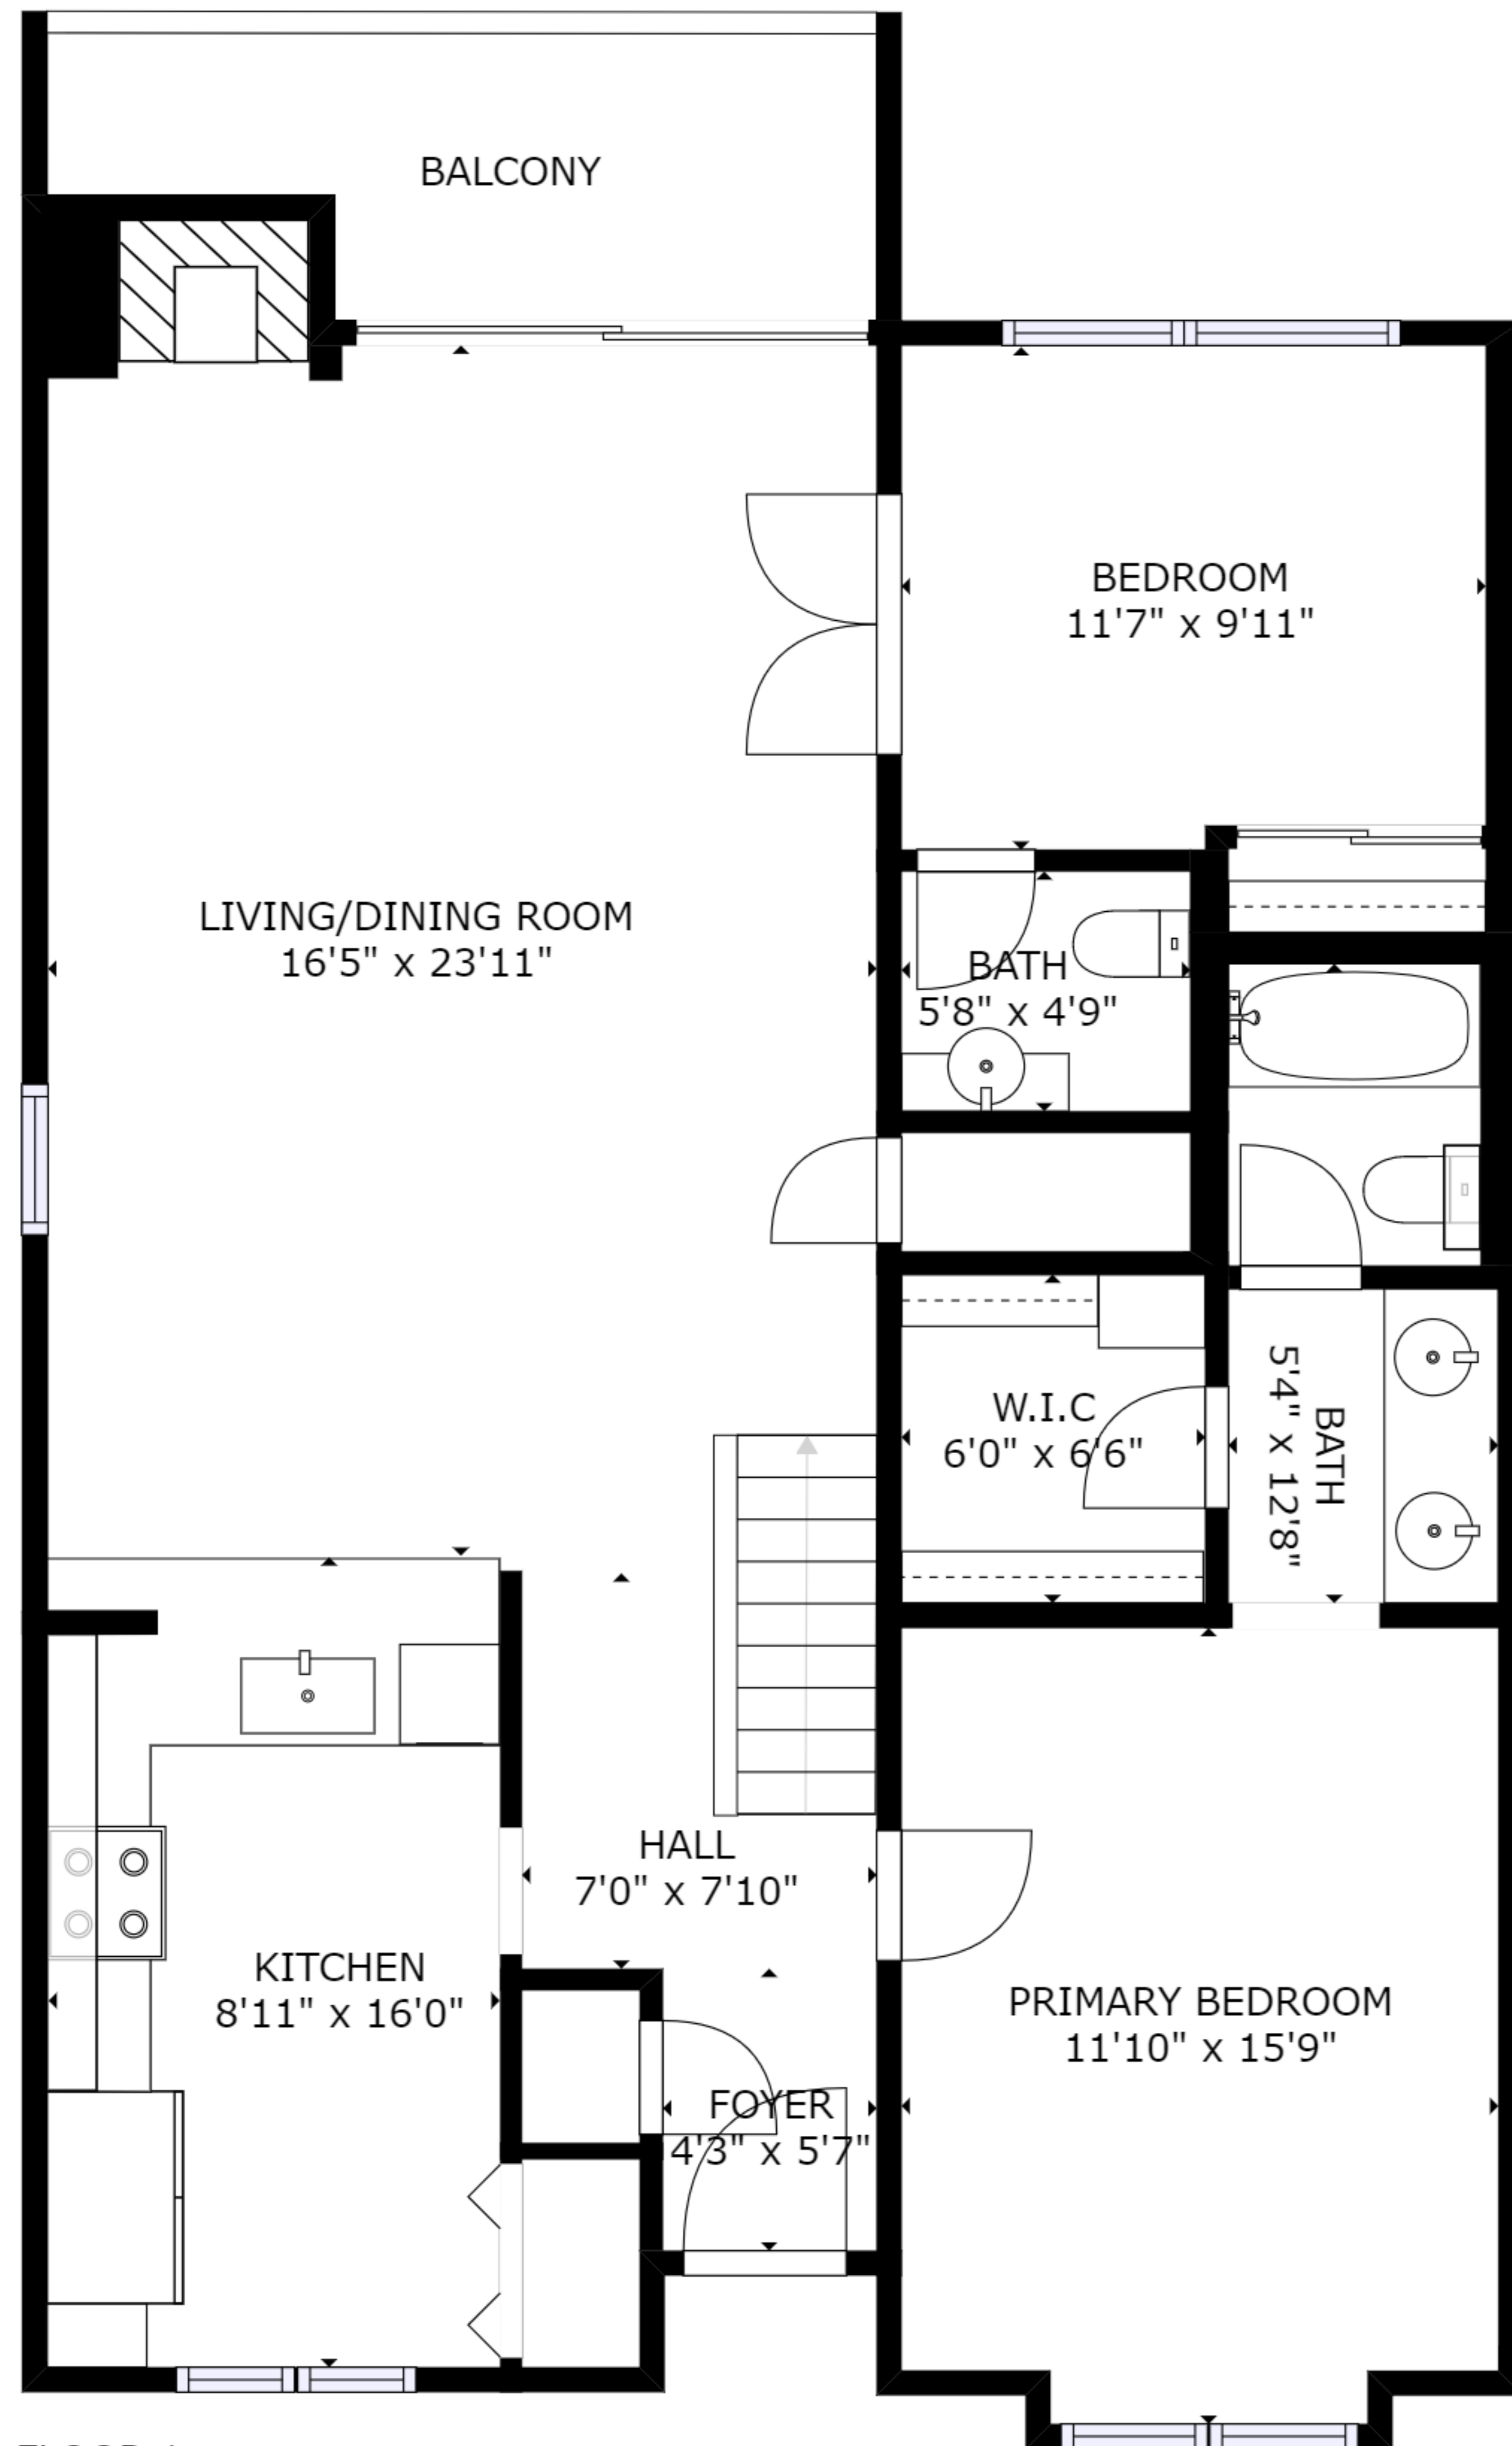 BALCONY
BEDROOM
11'7" x 9'11"
LIVING/DINING ROOM
16'5" x 23'11"
BATH
5'8" x 4'9"
W.I.C
6'0" x 6'6"
BATH
5'4" x 12'8"
HALL
7'0" x 7'10"
KITCHEN
8'11" x 16'0"
PRIMARY BEDROOM
11'10" x 15'9"
FOYER
4'3" x 5'7"